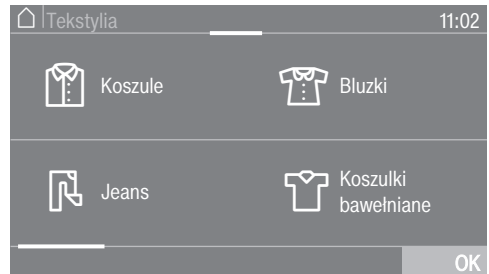 Tekstylia 11:02
Koszule Bluzki
Jeans Koszulki
bawełniane
OK